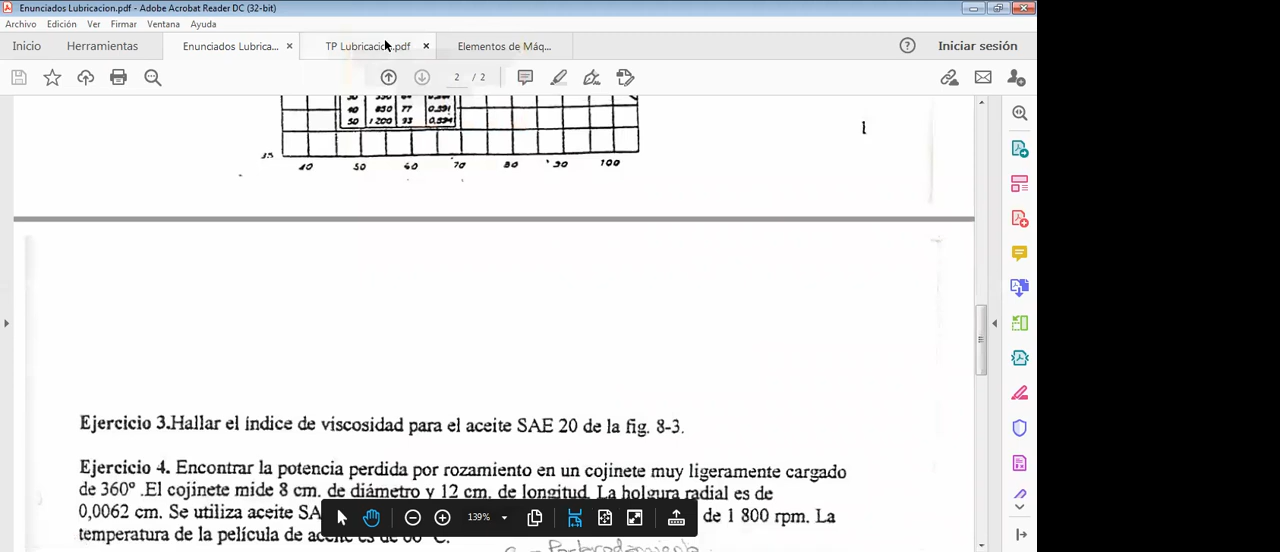 Enunciados Lubricacion.pdf - Adobe Acrobat Reader DC (32-bit)
Archivo Edición Ver Firmar Ventana Ayuda
Inicio Herramientas Enunciados Lubrica... × TP Lubricacion.pdf × Elementos de Máq... Iniciar sesión
2 / 2
40 850 77 0.391
50 1 200 93 0.394
1
35
40 50 60 70 80 90 100
Ejercicio 3.Hallar el índice de viscosidad para el aceite SAE 20 de la fig. 8-3.
Ejercicio 4. Encontrar la potencia perdida por rozamiento en un cojinete muy ligeramente cargado
de 360º .El cojinete mide 8 cm. de diámetro y 12 cm. de longitud. La holgura radial es de
0,0062 cm. Se utiliza aceite SA de 1 800 rpm. La
temperatura de la película de aceite es de 60 º C.
139%